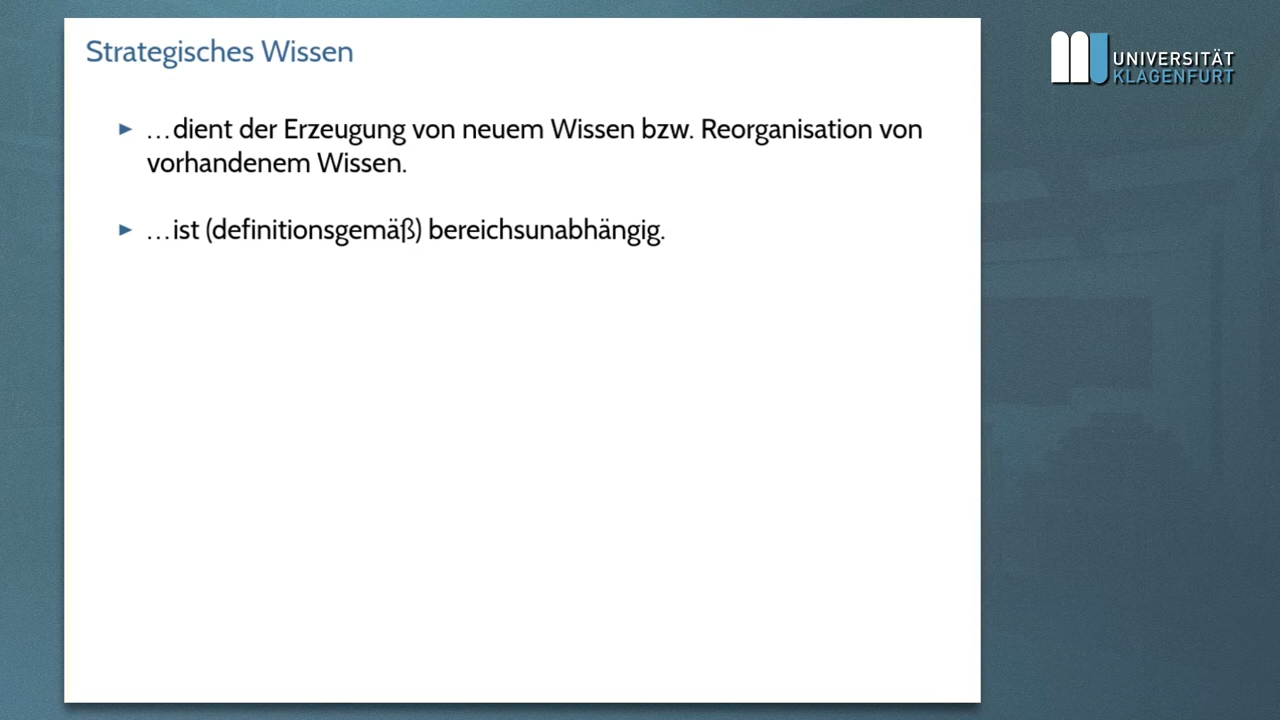 Strategisches Wissen
▶ …dient der Erzeugung von neuem Wissen bzw. Reorganisation von
vorhandenem Wissen.
▶ …ist (definitionsgemäß) bereichsunabhängig.
UNIVERSITÄT
KLAGENFURT